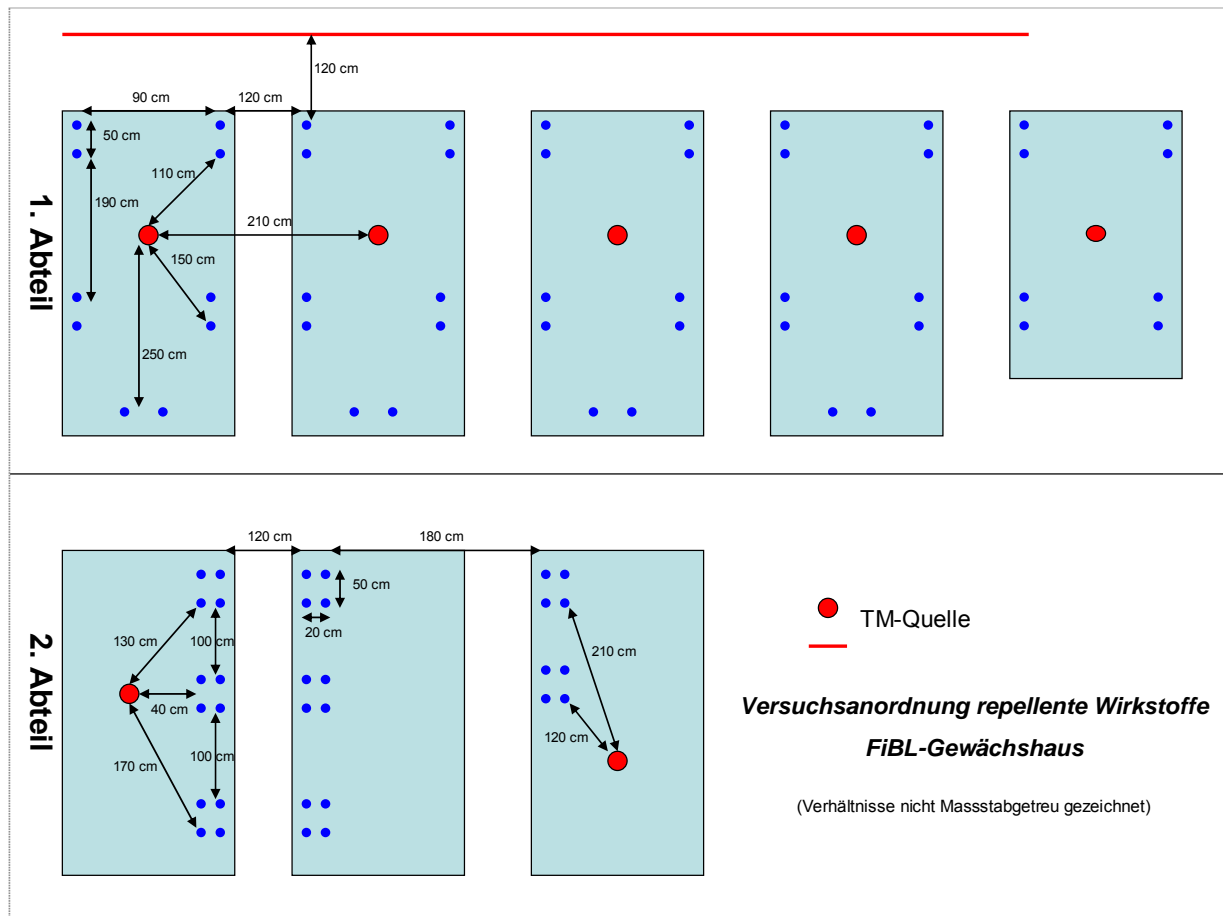 120 cm
90 cm
120 cm
50 cm
110 cm
190 cm
210 cm
150 cm
250 cm
1. Abteil
120 cm
180 cm
50 cm
20 cm
130 cm
100 cm
210 cm
40 cm
120 cm
100 cm
170 cm
2. Abteil
TM-Quelle
Versuchsanordnung repellente Wirkstoffe
FiBL-Gewächshaus
(Verhältnisse nicht Massstabgetreu gezeichnet)